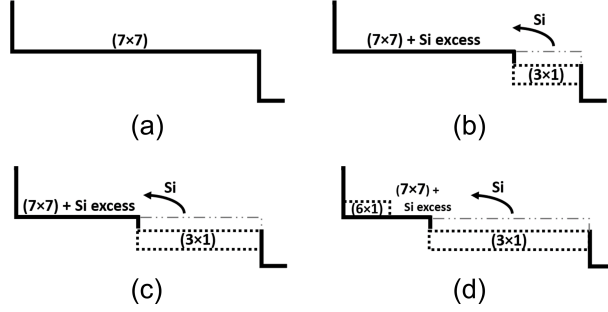 (7×7)
(a)
Si
(7×7) + Si excess
(3×1)
(b)
Si
(7×7) + Si excess
(3×1)
(c)
Si
(7×7) +
(6×1) Si excess
(3×1)
(d)